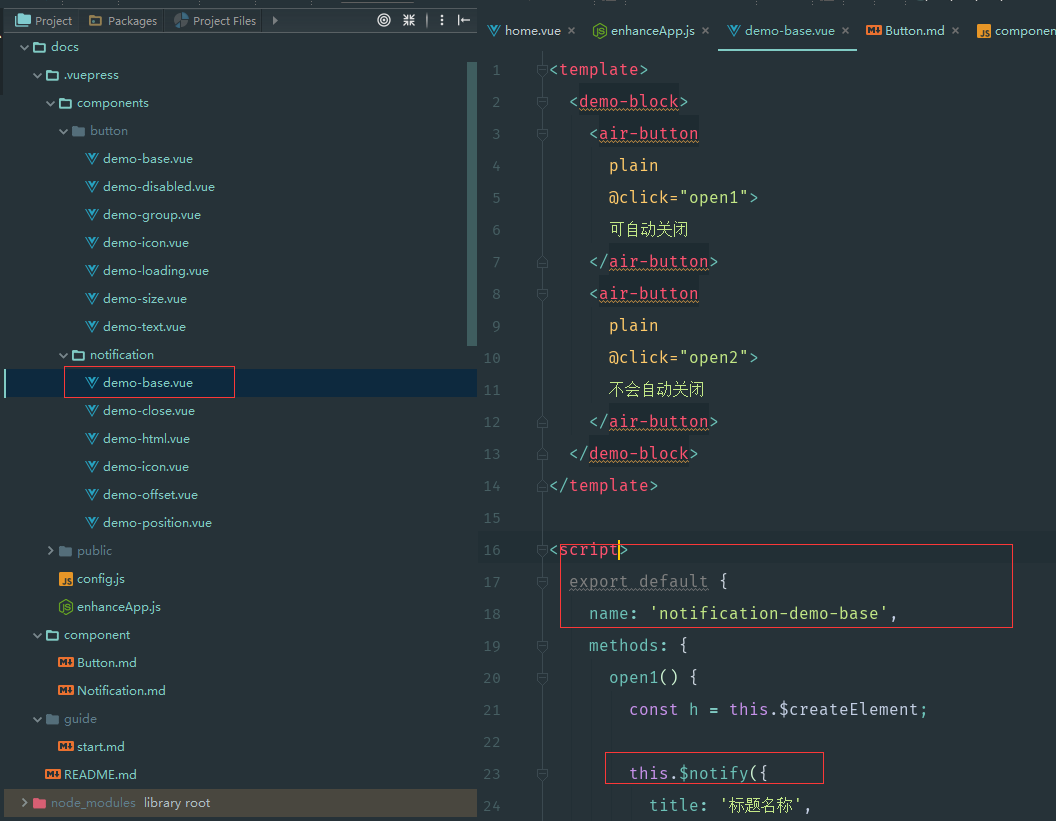 Project Packages Project Files
docs
.vuepress
components
button
demo-base.vue
demo-disabled.vue
demo-group.vue
demo-icon.vue
demo-loading.vue
demo-size.vue
demo-text.vue
notification
demo-base.vue
demo-close.vue
demo-html.vue
demo-icon.vue
demo-offset.vue
demo-position.vue
public
JS config.js
JS enhanceApp.js
component
Button.md
Notification.md
guide
start.md
README.md
node_modules library root
home.vue × JS enhanceApp.js × demo-base.vue × Button.md × JS componen
1 <template>
2 <demo-block>
3 <air-button
4 plain
5 @click="open1">
6 可自动关闭
7 </air-button>
8 <air-button
9 plain
10 @click="open2">
11 不会自动关闭
12 </air-button>
13 </demo-block>
14 </template>
15
16 <script>
17 export default {
18 name: 'notification-demo-base',
19 methods: {
20 open1() {
21 const h = this.$createElement;
22
23 this.$notify({
24 title: '标题名称',